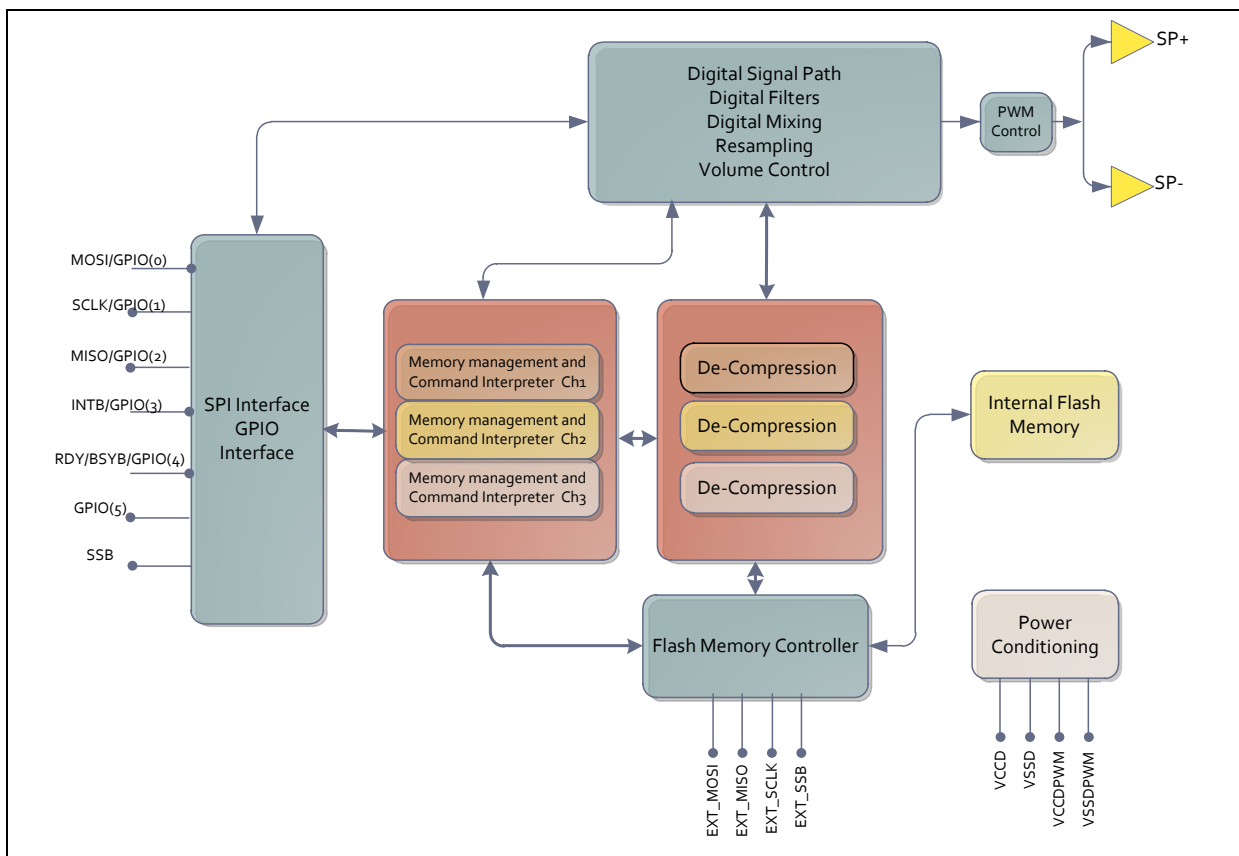 Digital Signal Path
Digital Filters
Digital Mixing
Resampling
Volume Control
PWM
Control
SP+
SP-
MOSI/GPIO(0)
SCLK/GPIO(1)
MISO/GPIO(2)
INTB/GPIO(3)
RDY/BSYB/GPIO(4)
GPIO(5)
SSB
SPI Interface
GPIO
Interface
Memory management and
Command Interpreter Ch1
Memory management and
Command Interpreter Ch2
Memory management and
Command Interpreter Ch3
De-Compression
De-Compression
De-Compression
Internal Flash
Memory
Flash Memory Controller
Power
Conditioning
EXT_MOSI
EXT_MISO
EXT_SCLK
EXT_SSB
VCCD
VSSD
VCCDPWM
VSSDPWM